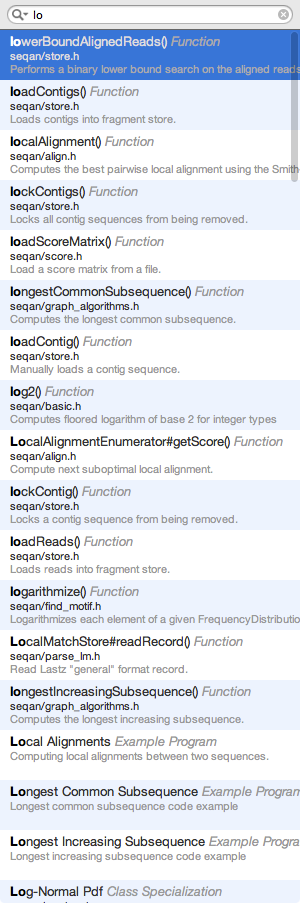 lo
lowerBoundAlignedReads() Function
seqan/store.h
Performs a binary lower bound search on the aligned reads
loadContigs() Function
seqan/store.h
Loads contigs into fragment store.
localAlignment() Function
seqan/align.h
Computes the best pairwise local alignment using the Smith
lockContigs() Function
seqan/store.h
Locks all contig sequences from being removed.
loadScoreMatrix() Function
seqan/score.h
Load a score matrix from a file.
longestCommonSubsequence() Function
seqan/graph_algorithms.h
Computes the longest common subsequence.
loadContig() Function
seqan/store.h
Manually loads a contig sequence.
log2() Function
seqan/basic.h
Computes floored logarithm of base 2 for integer types
LocalAlignmentEnumerator#getScore() Function
seqan/align.h
Compute next suboptimal local alignment.
lockContig() Function
seqan/store.h
Locks a contig sequence from being removed.
loadReads() Function
seqan/store.h
Loads reads into fragment store.
logarithmize() Function
seqan/find_motif.h
Logarithmizes each element of a given FrequencyDistributio
LocalMatchStore#readRecord() Function
seqan/parse_lm.h
Read Lastz "general" format record.
longestIncreasingSubsequence() Function
seqan/graph_algorithms.h
Computes the longest increasing subsequence.
Local Alignments Example Program
Computing local alignments between two sequences.
Longest Common Subsequence Example Program
Longest common subsequence code example
Longest Increasing Subsequence Example Progra
Longest increasing subsequence code example
Log-Normal Pdf Class Specialization